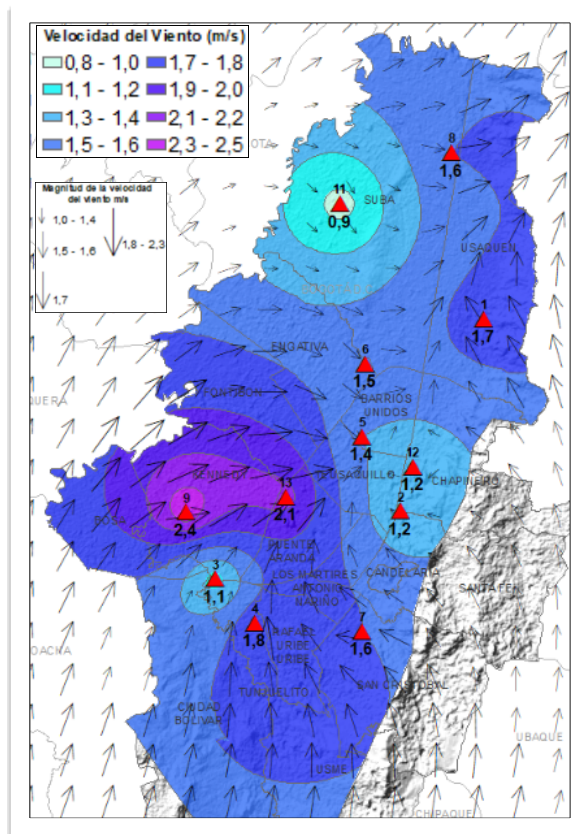 Velocidad del Viento (m/s)
0,8 - 1,0
1,7 - 1,8
1,1 - 1,2
1,9 - 2,0
1,3 - 1,4
2,1 - 2,2
1,5 - 1,6
2,3 - 2,5
OTA
8
1,6
Magnitud de la velocidad
del viento m/s
1,0 - 1,4
1,5 - 1,6
1,8 - 2,3
1,7
11
SUBA
0,9
USAQUEN
1
1,7
ENGATIVA
6
1,5
FONTIBON
QUERA
BARRIOS
UNIDOS
5
1,4
12
KENNEDY
TEUSAQUILLO
1,2
CHAPINERO
9
13
2
2,4
2,1
1,2
BOSA
PUENTE
ARANDA
3
CANDELARIA
LOS MARTIRES
SANTA FE
1,1
ANTONIO
NARIÑO
4
7
1,8
RAFAEL
1,6
URIBE
URIBE
OACHA
SAN CRISTOBAL
TUNJUELITO
CIUDAD
BOLIVAR
UBAQUE
USME
CHIPAQUE